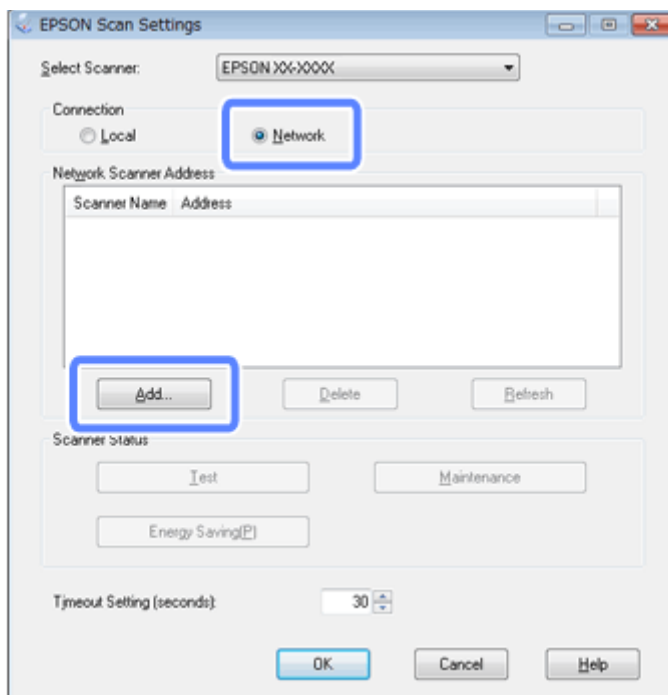 EPSON Scan Settings
Select Scanner: EPSON XX-XXXX
Connection
Local Network
Network Scanner Address
Scanner Name Address
Add... Delete Refresh
Scanner Status
Test Maintenance
Energy Saving(P)
Timeout Setting (seconds): 30
OK Cancel Help